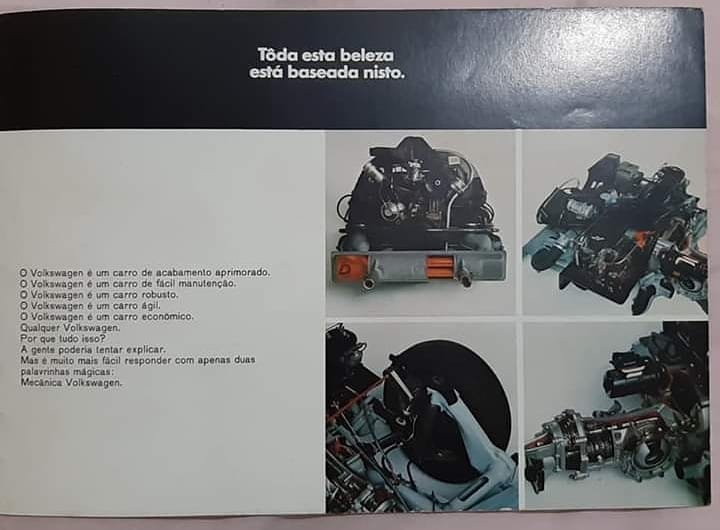 Tôda esta beleza
está baseada nisto.
O Volkswagen é um carro de acabamento aprimorado.
O Volkswagen é um carro de fácil manutenção.
O Volkswagen é um carro robusto.
O Volkswagen é um carro ágil.
O Volkswagen é um carro econômico.
Qualquer Volkswagen.
Por que tudo isso?
A gente poderia tentar explicar.
Mas é muito mais fácil responder com apenas duas
palavrinhas mágicas:
Mecânica Volkswagen.